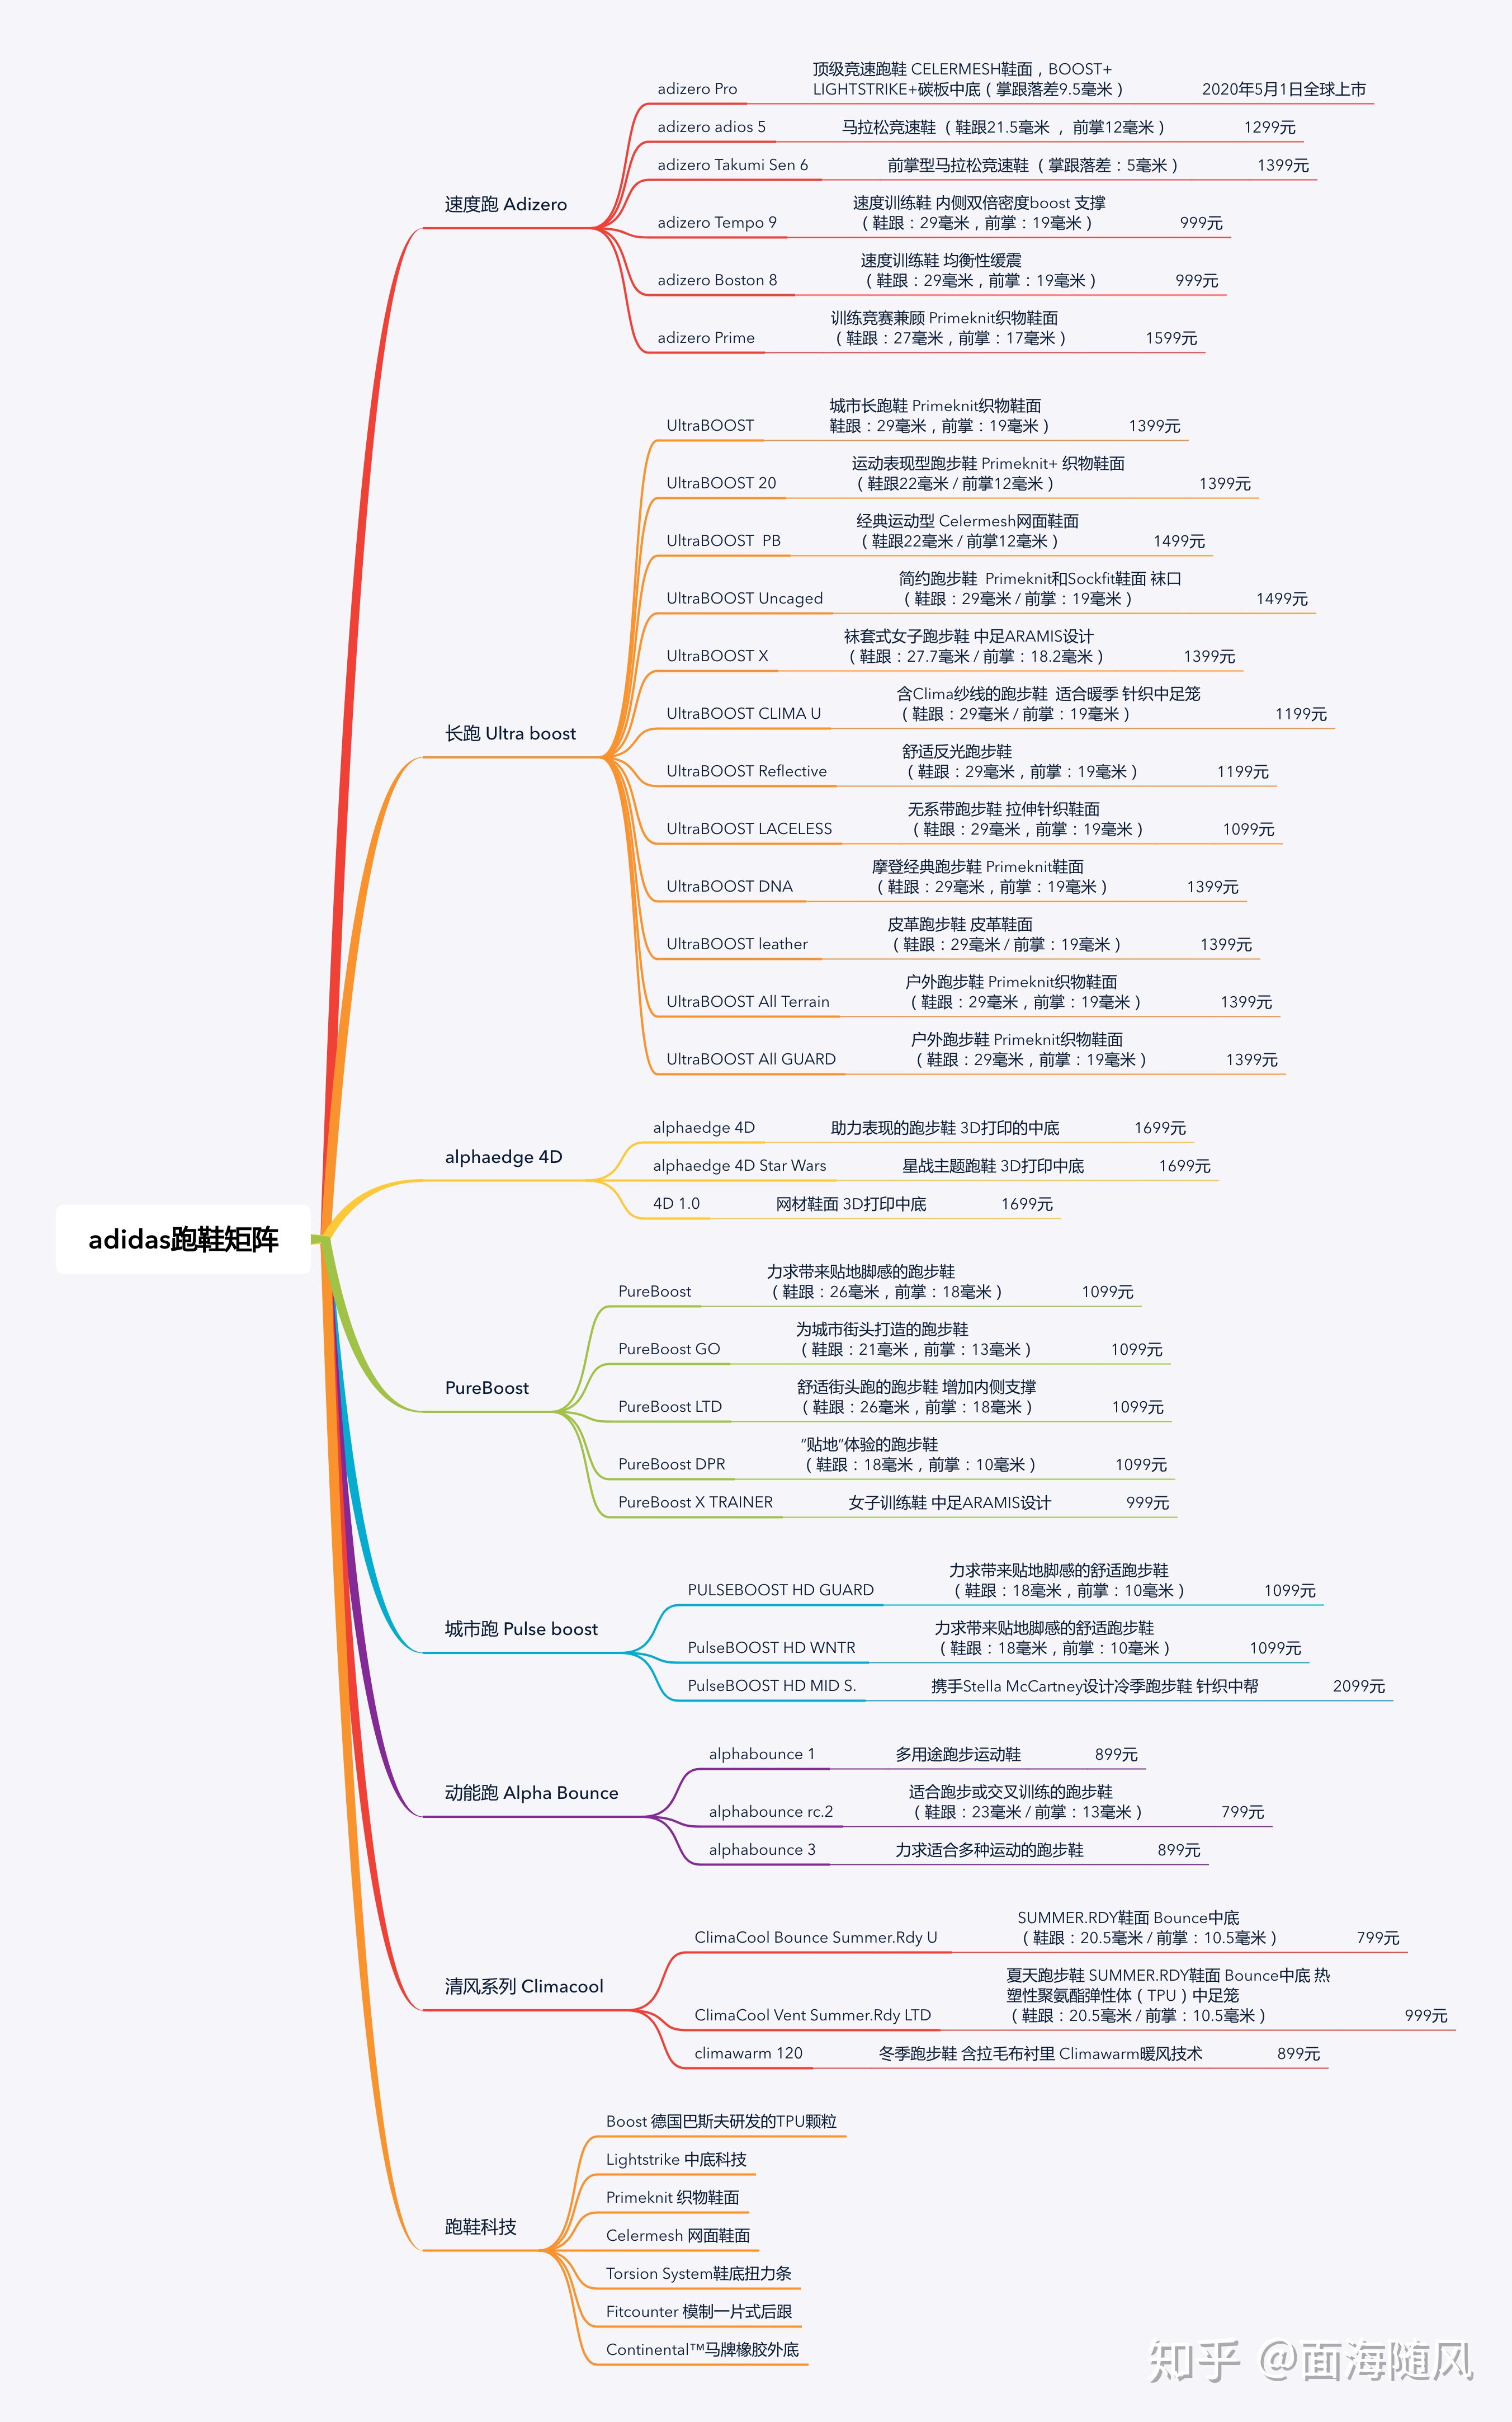 adidas跑鞋矩阵
速度跑 Adizero
adizero Pro
顶级竞速跑鞋 CELERMESH鞋面，BOOST+
LIGHTSTRIKE+碳板中底（掌跟落差9.5毫米）
2020年5月1日全球上市
adizero adios 5
马拉松竞速鞋 （鞋跟21.5毫米 ， 前掌12毫米）
1299元
adizero Takumi Sen 6
前掌型马拉松竞速鞋 （掌跟落差：5毫米）
1399元
adizero Tempo 9
速度训练鞋 内侧双倍密度boost 支撑
（鞋跟：29毫米，前掌：19毫米）
999元
adizero Boston 8
速度训练鞋 均衡性缓震
（鞋跟：29毫米，前掌：19毫米）
999元
adizero Prime
训练竞赛兼顾 Primeknit织物鞋面
（鞋跟：27毫米，前掌：17毫米）
1599元
长跑 Ultra boost
UltraBOOST
城市长跑鞋 Primeknit织物鞋面
鞋跟：29毫米，前掌：19毫米）
1399元
UltraBOOST 20
运动表现型跑步鞋 Primeknit+ 织物鞋面
（鞋跟22毫米 / 前掌12毫米）
1399元
UltraBOOST  PB
经典运动型 Celermesh网面鞋面
（鞋跟22毫米 / 前掌12毫米）
1499元
UltraBOOST Uncaged
简约跑步鞋  Primeknit和Sockfit鞋面 袜口
（鞋跟：29毫米 / 前掌：19毫米）
1499元
UltraBOOST X
袜套式女子跑步鞋 中足ARAMIS设计
（鞋跟：27.7毫米 / 前掌：18.2毫米）
1399元
UltraBOOST CLIMA U
含Clima纱线的跑步鞋  适合暖季 针织中足笼
（鞋跟：29毫米 / 前掌：19毫米）
1199元
UltraBOOST Reflective
舒适反光跑步鞋
（鞋跟：29毫米，前掌：19毫米）
1199元
UltraBOOST LACELESS
无系带跑步鞋 拉伸针织鞋面
（鞋跟：29毫米，前掌：19毫米）
1099元
UltraBOOST DNA
摩登经典跑步鞋 Primeknit鞋面
（鞋跟：29毫米，前掌：19毫米）
1399元
UltraBOOST leather
皮革跑步鞋 皮革鞋面
（鞋跟：29毫米 / 前掌：19毫米）
1399元
UltraBOOST All Terrain
户外跑步鞋 Primeknit织物鞋面
（鞋跟：29毫米，前掌：19毫米）
1399元
UltraBOOST All GUARD
户外跑步鞋 Primeknit织物鞋面
（鞋跟：29毫米，前掌：19毫米）
1399元
alphaedge 4D
alphaedge 4D
助力表现的跑步鞋 3D打印的中底
1699元
alphaedge 4D Star Wars
星战主题跑鞋 3D打印中底
1699元
4D 1.0
网材鞋面 3D打印中底
1699元
PureBoost
PureBoost
力求带来贴地脚感的跑步鞋
（鞋跟：26毫米，前掌：18毫米）
1099元
PureBoost GO
为城市街头打造的跑步鞋
（鞋跟：21毫米，前掌：13毫米）
1099元
PureBoost LTD
舒适街头跑的跑步鞋 增加内侧支撑
（鞋跟：26毫米，前掌：18毫米）
1099元
PureBoost DPR
“贴地”体验的跑步鞋
（鞋跟：18毫米，前掌：10毫米）
1099元
PureBoost X TRAINER
女子训练鞋 中足ARAMIS设计
999元
城市跑 Pulse boost
PULSEBOOST HD GUARD
力求带来贴地脚感的舒适跑步鞋
（鞋跟：18毫米，前掌：10毫米）
1099元
PulseBOOST HD WNTR
力求带来贴地脚感的舒适跑步鞋
（鞋跟：18毫米，前掌：10毫米）
1099元
PulseBOOST HD MID S.
携手Stella McCartney设计冷季跑步鞋 针织中帮
2099元
动能跑 Alpha Bounce
alphabounce 1
多用途跑步运动鞋
899元
alphabounce rc.2
适合跑步或交叉训练的跑步鞋
（鞋跟：23毫米 / 前掌：13毫米）
799元
alphabounce 3
力求适合多种运动的跑步鞋
899元
清风系列 Climacool
ClimaCool Bounce Summer.Rdy U
SUMMER.RDY鞋面 Bounce中底
（鞋跟：20.5毫米 / 前掌：10.5毫米）
799元
ClimaCool Vent Summer.Rdy LTD
夏天跑步鞋 SUMMER.RDY鞋面 Bounce中底 热
塑性聚氨酯弹性体（TPU）中足笼
（鞋跟：20.5毫米 / 前掌：10.5毫米）
999元
climawarm 120
冬季跑步鞋 含拉毛布衬里 Climawarm暖风技术
899元
跑鞋科技
Boost 德国巴斯夫研发的TPU颗粒
Lightstrike 中底科技
Primeknit 织物鞋面
Celermesh 网面鞋面
Torsion System鞋底扭力条
Fitcounter 模制一片式后跟
Continental™马牌橡胶外底
知乎 @面海随风